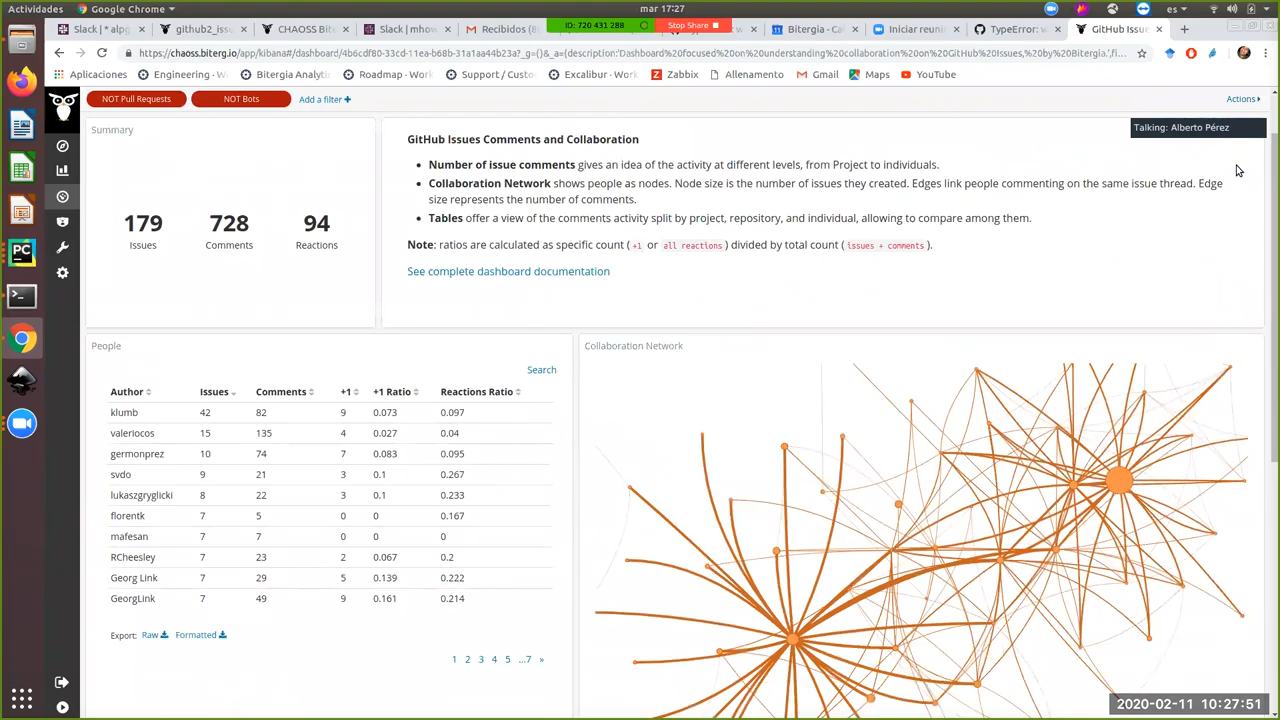 Actividades Google Chrome mar 17:27 es
Slack | * alpg github2_iss CHAOSS Bite Slack | nhow Recibidos ( ID: 720 431 288 Stop Share Bitergia - Cal Iniciar reuni TypeError: GitHub Issue
https://chaoss.biterg.io/app/kibana#/dashboard/4b6cdf80-33cd-11ea-b68b-31a1aa44b23?_g=()&_a=(description:'Dashboard%20focused%20on%20understanding%20collaboration%20on%20GitHub%20Issues,%20by%20Bitergia.',fi...
Aplicaciones Engineering · W Bitergia Analyti Roadmap · Work Support / Custo Excalibur · Work Zabbix Allenamento Gmail Maps YouTube
NOT Pull Requests NOT Bots Add a filter + Actions
Talking: Alberto Pérez
Summary
179 728 94
Issues Comments Reactions
GitHub Issues Comments and Collaboration
• Number of issue comments gives an idea of the activity at different levels, from Project to individuals.
• Collaboration Network shows people as nodes. Node size is the number of issues they created. Edges link people commenting on the same issue thread. Edge
size represents the number of comments.
• Tables offer a view of the comments activity split by project, repository, and individual, allowing to compare among them.
Note: ratios are calculated as specific count ( +1 or all reactions ) divided by total count ( issues + comments ).
See complete dashboard documentation
People
Search
Author Issues Comments +1 +1 Ratio Reactions Ratio
klumb 42 82 9 0.073 0.097
valeriocos 15 135 4 0.027 0.04
germonprez 10 74 7 0.083 0.095
svdo 9 21 3 0.1 0.267
lukaszgryglicki 8 22 3 0.1 0.233
florentk 7 5 0 0 0.167
mafesan 7 7 0 0 0
RCheesley 7 23 2 0.067 0.2
Georg Link 7 29 5 0.139 0.222
GeorgLink 7 49 9 0.161 0.214
Export: Raw Formatted
1 2 3 4 5 ...7 »
Collaboration Network
2020-02-11 10:27:51